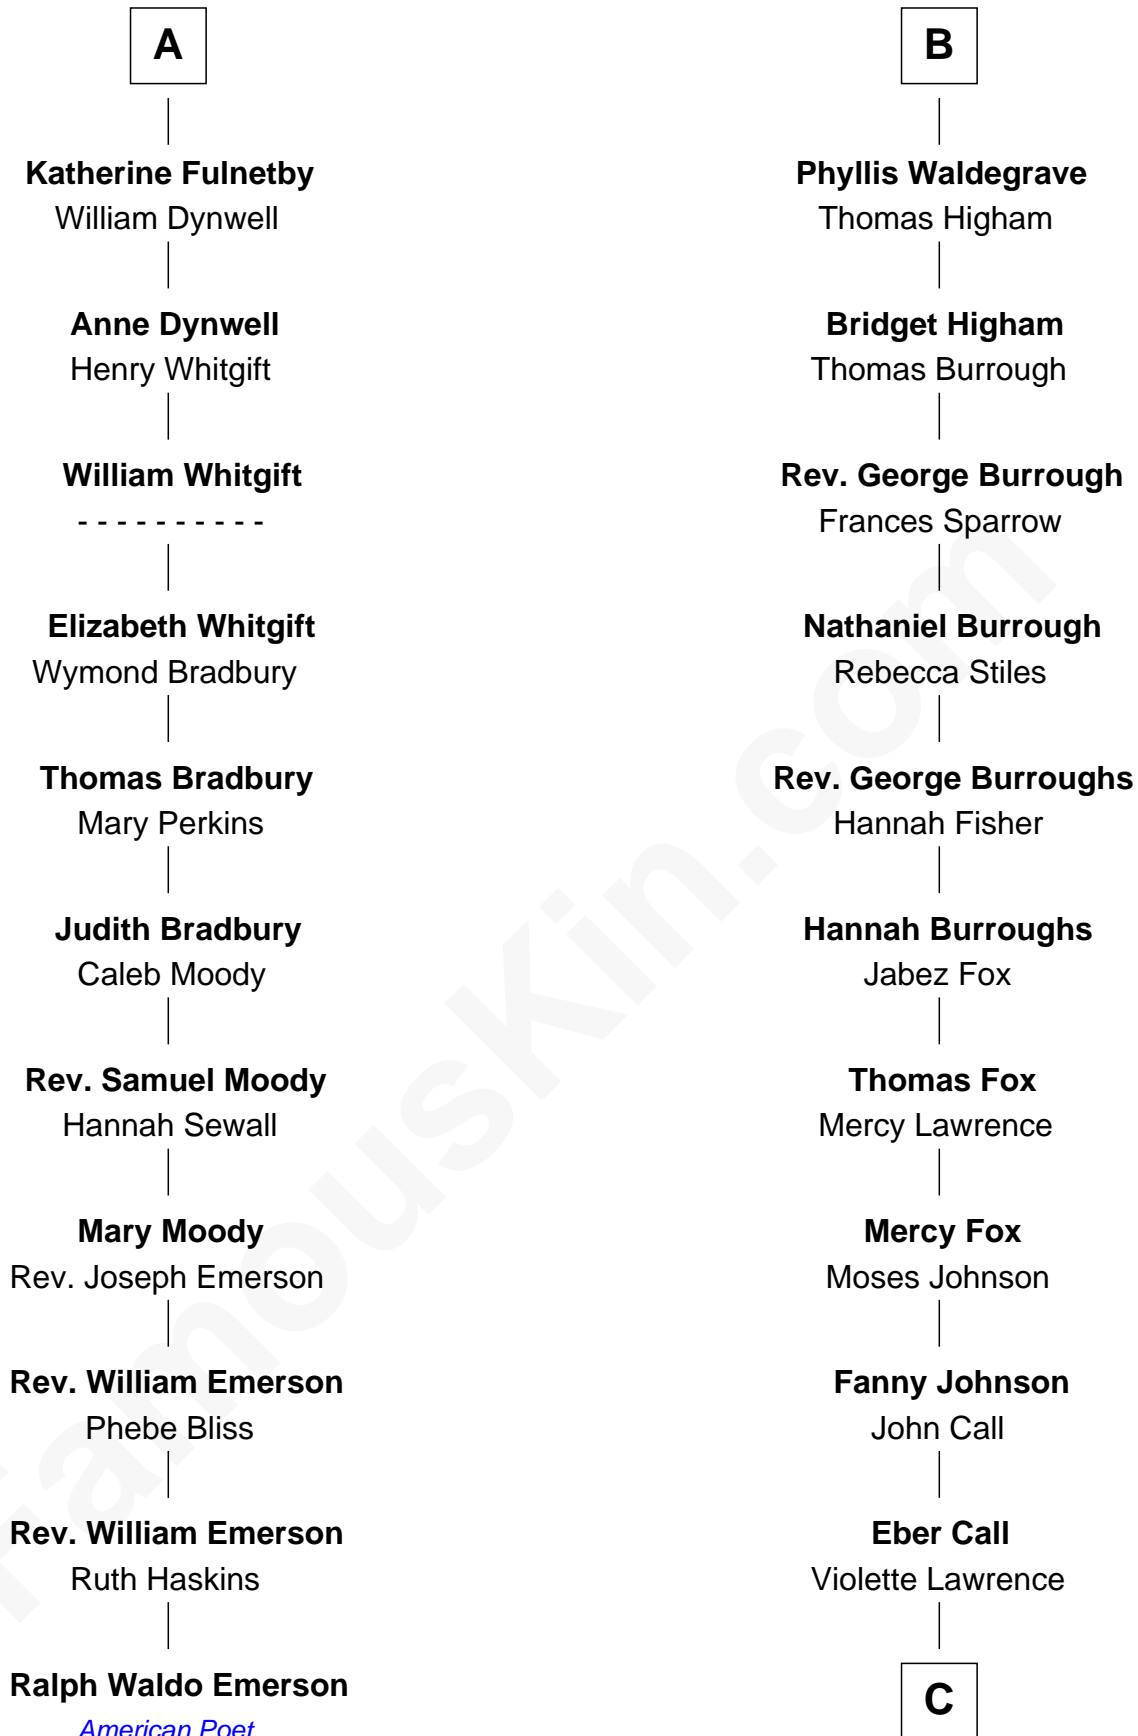 A
Katherine Fulnetby
William Dynwell
Anne Dynwell
Henry Whitgift
William Whitgift
- - - - - - - - - -
Elizabeth Whitgift
Wymond Bradbury
Thomas Bradbury
Mary Perkins
Judith Bradbury
Caleb Moody
Rev. Samuel Moody
Hannah Sewall
Mary Moody
Rev. Joseph Emerson
Rev. William Emerson
Phebe Bliss
Rev. William Emerson
Ruth Haskins
Ralph Waldo Emerson
American Poet
B
Phyllis Waldegrave
Thomas Higham
Bridget Higham
Thomas Burrough
Rev. George Burrough
Frances Sparrow
Nathaniel Burrough
Rebecca Stiles
Rev. George Burroughs
Hannah Fisher
Hannah Burroughs
Jabez Fox
Thomas Fox
Mercy Lawrence
Mercy Fox
Moses Johnson
Fanny Johnson
John Call
Eber Call
Violette Lawrence
C
FamousKin.com